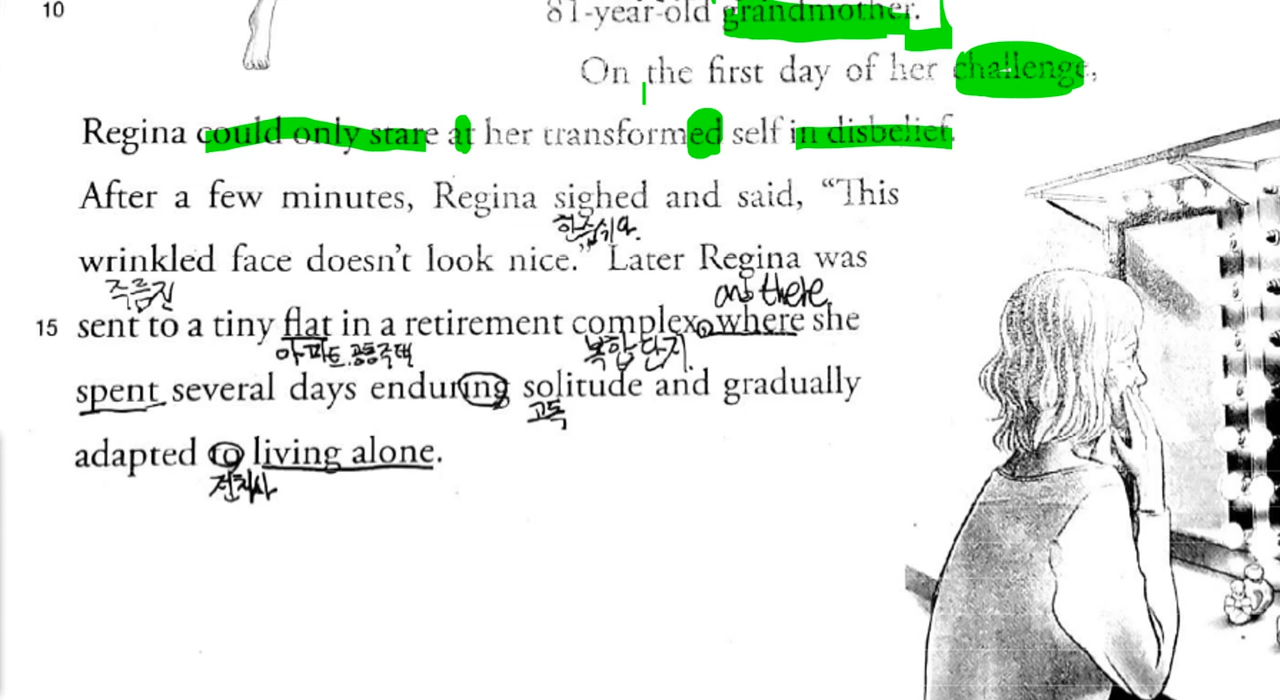 10
81-year-old grandmother.
On the first day of her challenge,
Regina could only stare at her transformed self in disbelief.
After a few minutes, Regina sighed and said, “This
한숨쉬다.
wrinkled face doesn’t look nice.” Later Regina was
주름진
and there
15 sent to a tiny flat in a retirement complex, where she
아파트.공동주택
복합단지.
spent several days enduring solitude and gradually
고독
adapted to living alone.
전치사